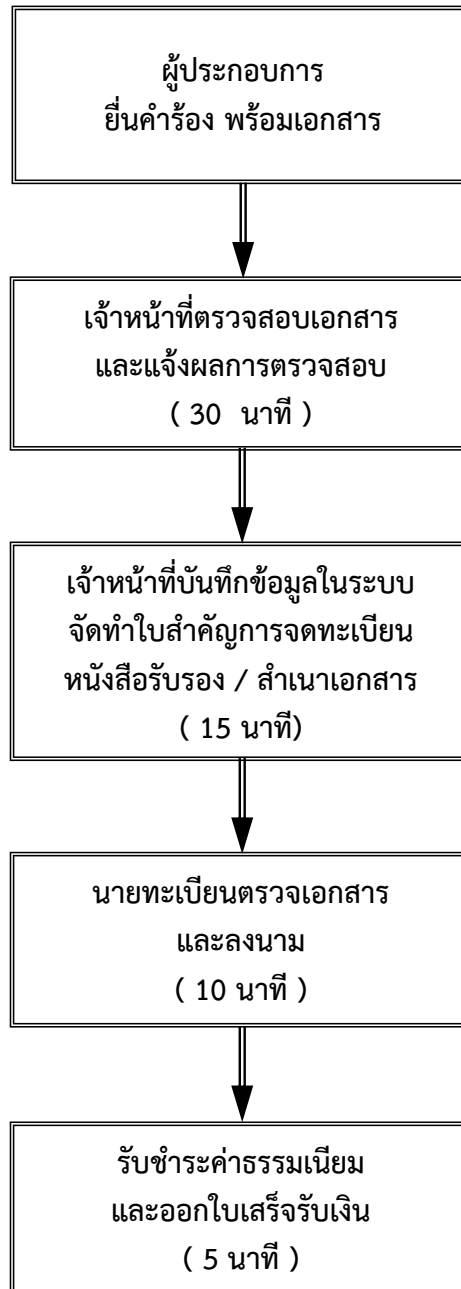 ผู้ประกอบการ
ยื่นคำร้อง พร้อมเอกสาร
เจ้าหน้าที่ตรวจสอบเอกสาร
และแจ้งผลการตรวจสอบ
( 30 นาที )
เจ้าหน้าที่บันทึกข้อมูลในระบบ
จัดทำใบสำคัญการจดทะเบียน
หนังสือรับรอง / สำเนาเอกสาร
( 15 นาที)
นายทะเบียนตรวจเอกสาร
และลงนาม
( 10 นาที )
รับชำระค่าธรรมเนียม
และออกใบเสร็จรับเงิน
( 5 นาที )